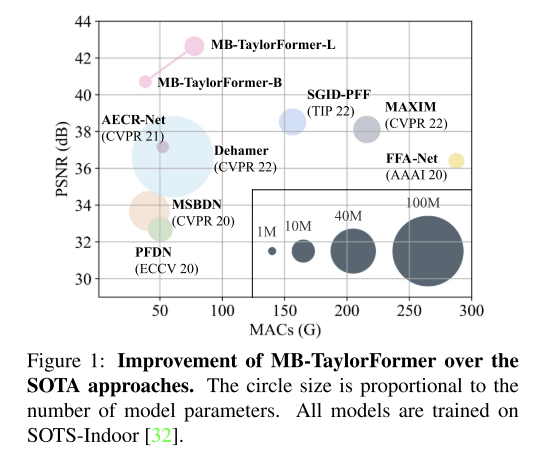 44
42
40
38
36
34
32
30
PSNR (dB)
MB-TaylorFormer-L
MB-TaylorFormer-B
SGID-PFF
(TIP 22)
MAXIM
(CVPR 22)
AECR-Net
(CVPR 21)
Dehamer
(CVPR 22)
FFA-Net
(AAAI 20)
MSBDN
(CVPR 20)
PFDN
(ECCV 20)
1M
10M
40M
100M
50
100
150
200
250
300
MACs (G)
Figure 1: Improvement of MB-TaylorFormer over the
SOTA approaches. The circle size is proportional to the
number of model parameters. All models are trained on
SOTS-Indoor [32].